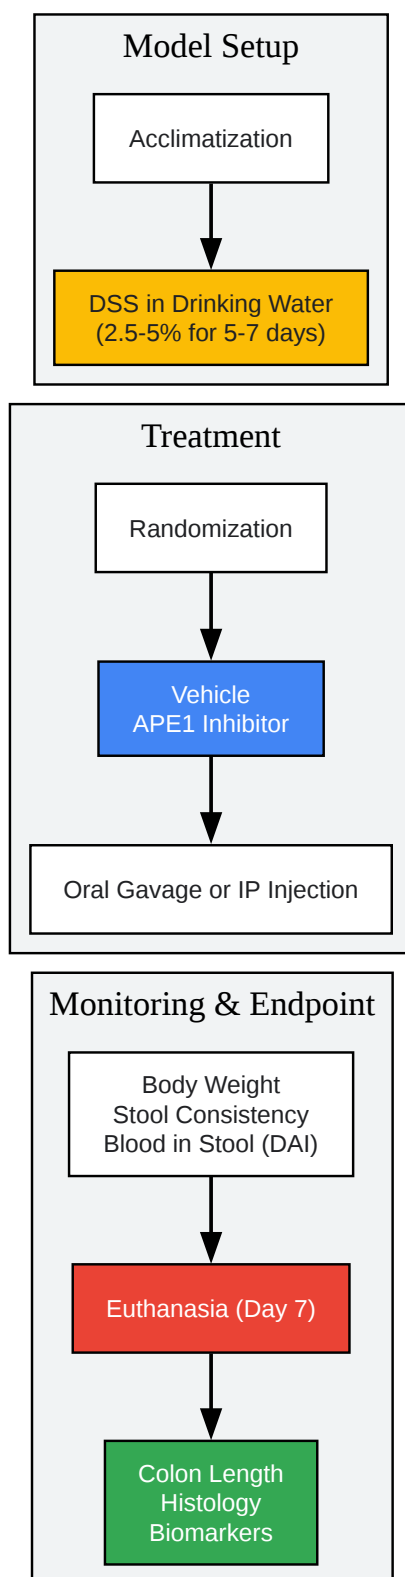 Model Setup
Acclimatization
DSS in Drinking Water
(2.5-5% for 5-7 days)
Treatment
Randomization
Vehicle
APE1 Inhibitor
Oral Gavage or IP Injection
Monitoring & Endpoint
Body Weight
Stool Consistency
Blood in Stool (DAI)
Euthanasia (Day 7)
Colon Length
Histology
Biomarkers